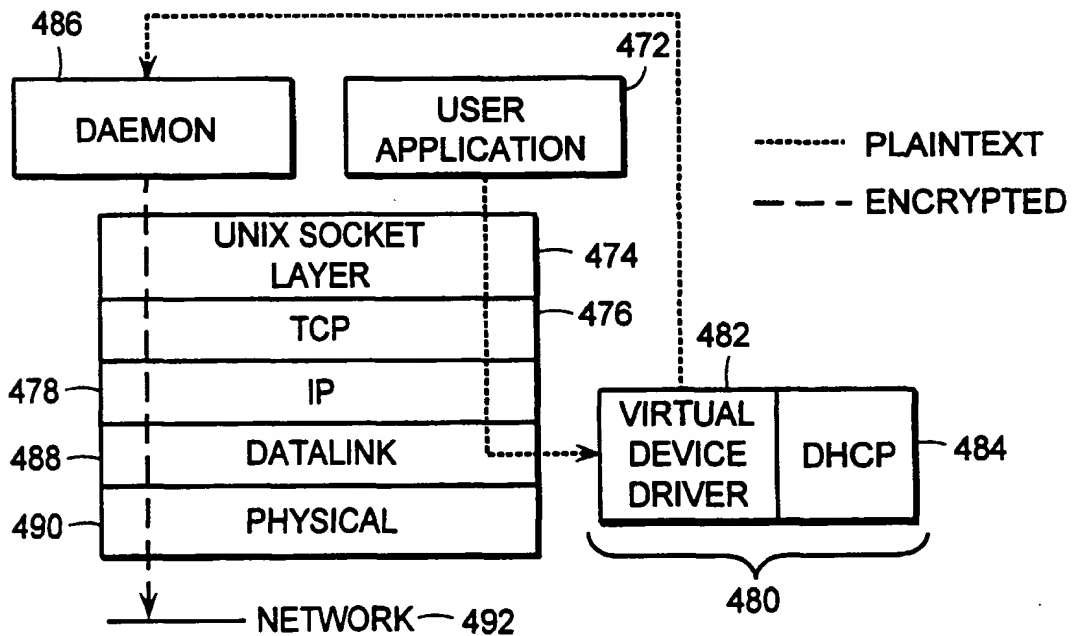 486
472
DAEMON
USER
APPLICATION
PLAINTEXT
ENCRYPTED
UNIX SOCKET
LAYER
474
TCP
476
478
IP
482
488
DATALINK
VIRTUAL
DEVICE
DRIVER
DHCP
484
490
PHYSICAL
480
NETWORK
492